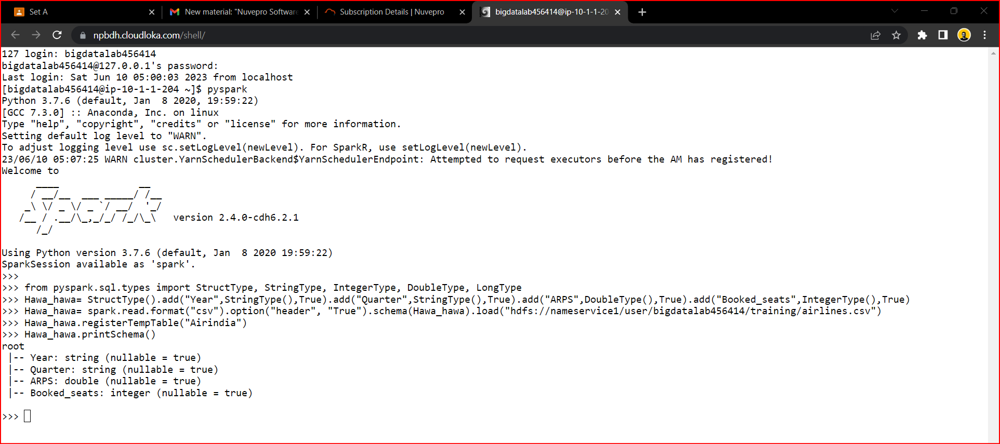 Set A
New material: "Nuvepro Software
Subscription Details | Nuvepro
bigdatalab456414@ip-10-1-1-20
npbdh.cloudloka.com/shell/
127 login: bigdatalab456414
bigdatalab456414@127.0.0.1's password:
Last login: Sat Jun 10 05:00:03 2023 from localhost
[bigdatalab456414@ip-10-1-1-204 ~]$ pyspark
Python 3.7.6 (default, Jan  8 2020, 19:59:22)
[GCC 7.3.0] :: Anaconda, Inc. on linux
Type "help", "copyright", "credits" or "license" for more information.
Setting default log level to "WARN".
To adjust logging level use sc.setLogLevel(newLevel). For SparkR, use setLogLevel(newLevel).
23/06/10 05:07:25 WARN cluster.YarnSchedulerBackend$YarnSchedulerEndpoint: Attempted to request executors before the AM has registered!
Welcome to
      ____              __
     / __/__  ___ _____/ /__
    _\ \/ _ \/ _ `/ __/  '_/
   /__ / .__/\_,_/_/ /_/\_\   version 2.4.0-cdh6.2.1
      /_/
Using Python version 3.7.6 (default, Jan  8 2020 19:59:22)
SparkSession available as 'spark'.
>>>
>>> from pyspark.sql.types import StructType, StringType, IntegerType, DoubleType, LongType
>>> Hawa_hawa= StructType().add("Year",StringType(),True).add("Quarter",StringType(),True).add("ARPS",DoubleType(),True).add("Booked_seats",IntegerType(),True)
>>> Hawa_hawa= spark.read.format("csv").option("header", "True").schema(Hawa_hawa).load("hdfs://nameservice1/user/bigdatalab456414/training/airlines.csv")
>>> Hawa_hawa.registerTempTable("Airindia")
>>> Hawa_hawa.printSchema()
root
 |-- Year: string (nullable = true)
 |-- Quarter: string (nullable = true)
 |-- ARPS: double (nullable = true)
 |-- Booked_seats: integer (nullable = true)
>>>